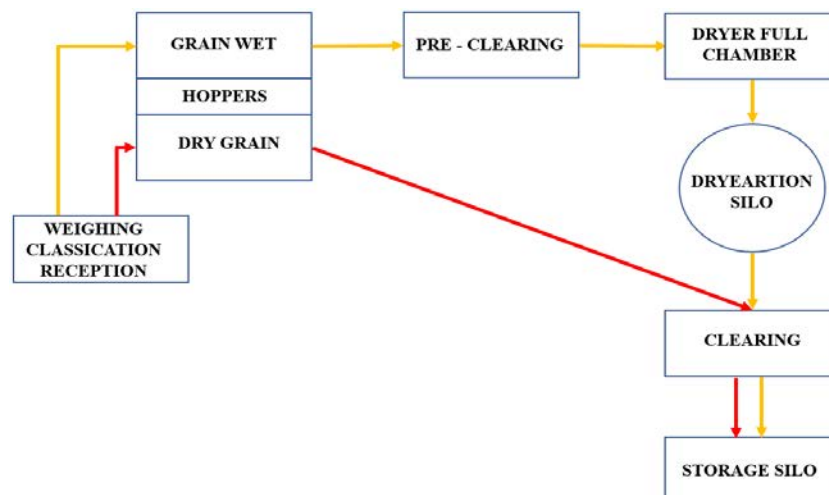 GRAIN WET
HOPPERS
DRY GRAIN
PRE - CLEARING
DRYER FULL
CHAMBER
DRYEARTION
SILO
WEIGHING
CLASSICATION
RECEPTION
CLEARING
STORAGE SILO